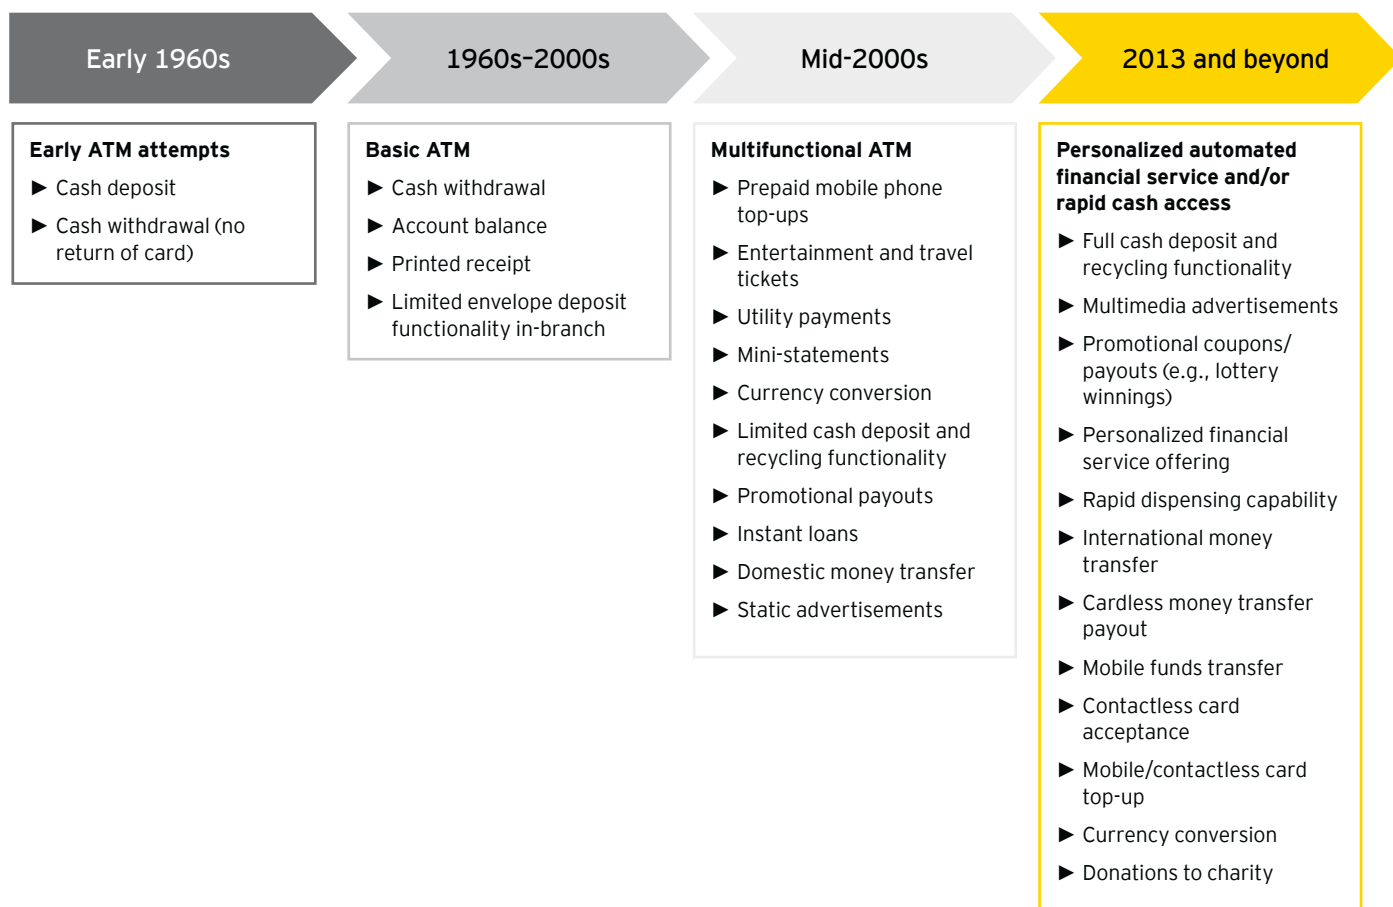 Early 1960s
1960s–2000s
Mid-2000s
2013 and beyond
Early ATM attempts
► Cash deposit
► Cash withdrawal (no
return of card)
Basic ATM
► Cash withdrawal
► Account balance
► Printed receipt
► Limited envelope deposit
functionality in-branch
Multifunctional ATM
► Prepaid mobile phone
top-ups
► Entertainment and travel
tickets
► Utility payments
► Mini-statements
► Currency conversion
► Limited cash deposit and
recycling functionality
► Promotional payouts
► Instant loans
► Domestic money transfer
► Static advertisements
Personalized automated
financial service and/or
rapid cash access
► Full cash deposit and
recycling functionality
► Multimedia advertisements
► Promotional coupons/
payouts (e.g., lottery
winnings)
► Personalized financial
service offering
► Rapid dispensing capability
► International money
transfer
► Cardless money transfer
payout
► Mobile funds transfer
► Contactless card
acceptance
► Mobile/contactless card
top-up
► Currency conversion
► Donations to charity